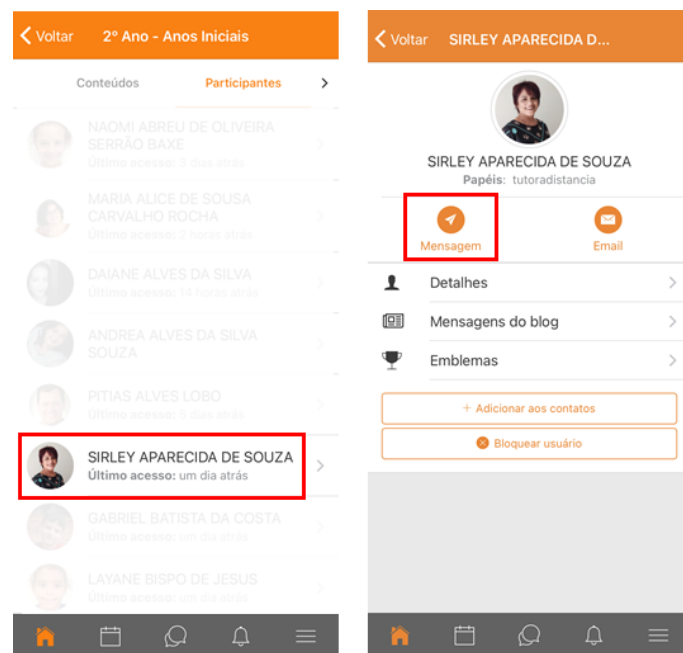 Voltar 2º Ano - Anos Iniciais
Conteúdos Participantes
NAOMI ABREU DE OLIVEIRA
SERRÃO BAXE
Último acesso: 3 dias atrás
MARIA ALICE DE SOUSA
CARVALHO ROCHA
Último acesso: 2 horas atrás
DAIANE ALVES DA SILVA
Último acesso: 14 horas atrás
ANDREA ALVES DA SILVA
SOUZA
PITIAS ALVES LOBO
Último acesso: 5 dias atrás
SIRLEY APARECIDA DE SOUZA
Último acesso: um dia atrás
GABRIEL BATISTA DA COSTA
Último acesso: um dia atrás
LAYANE BISPO DE JESUS
Último acesso: um dia atrás
Voltar SIRLEY APARECIDA D...
SIRLEY APARECIDA DE SOUZA
Papéis: tutoradistancia
Mensagem Email
Detalhes
Mensagens do blog
Emblemas
+ Adicionar aos contatos
Bloquear usuário